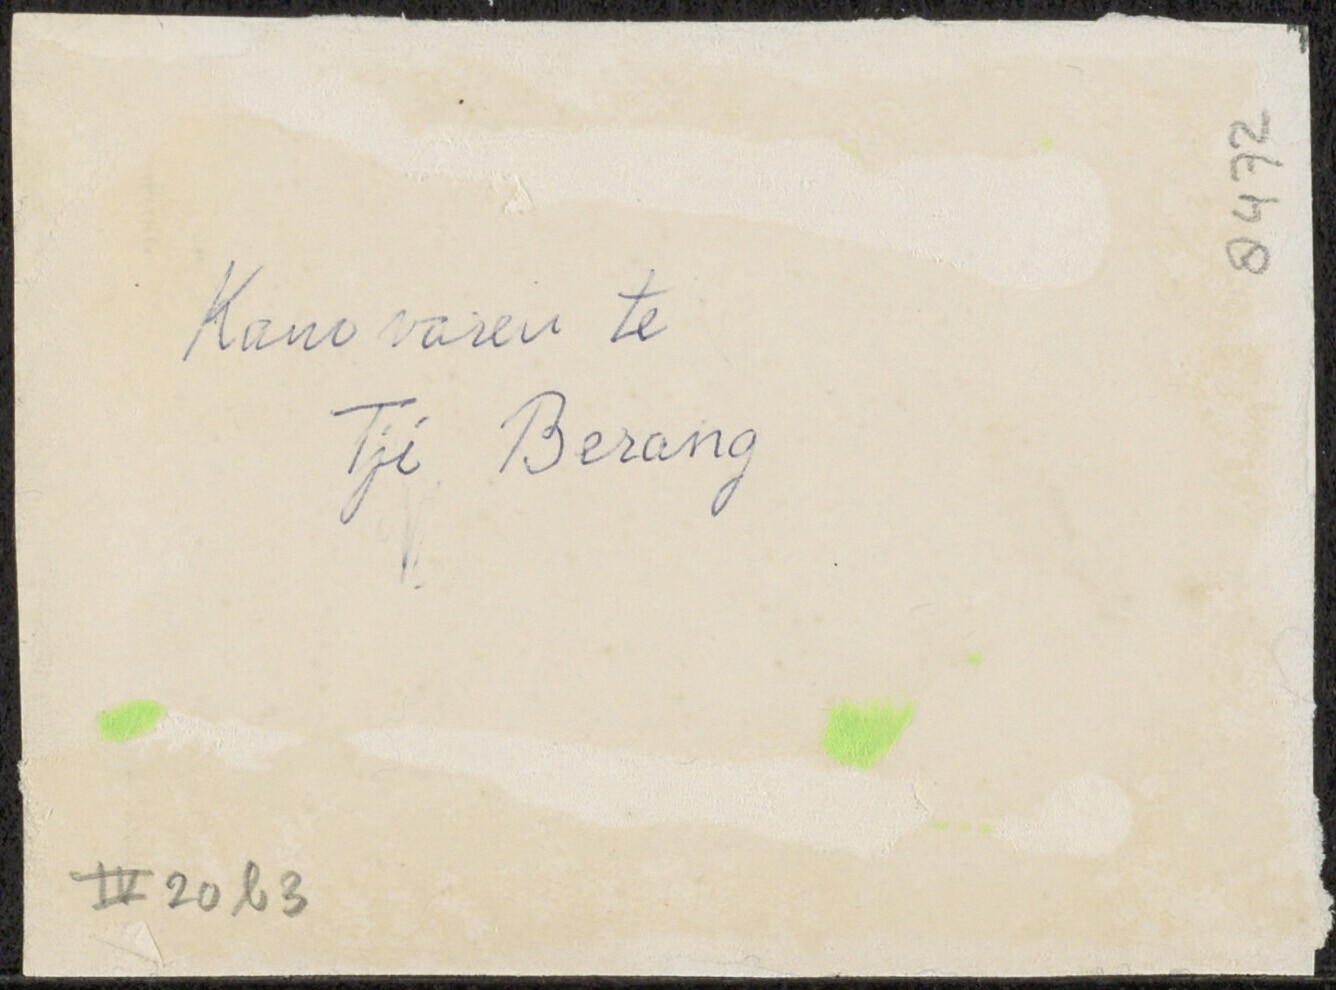 Kano varen te
Tji Berang
8472
IV 20 b3